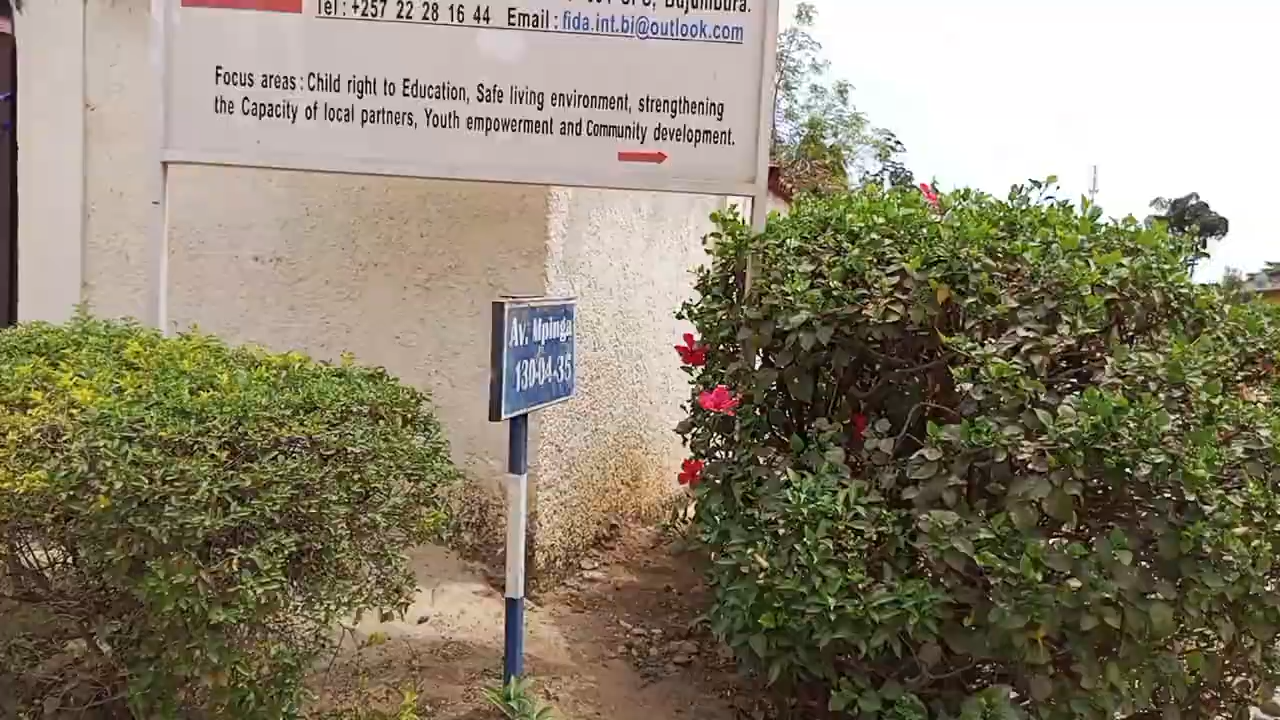 Bujumbura.
Tel : +257 22 28 16 44 Email : fida.int.bi@outlook.com
Focus areas : Child right to Education, Safe living environment, strengthening
the Capacity of local partners, Youth empowerment and Community development.
Av. Mpinga
130-04-35